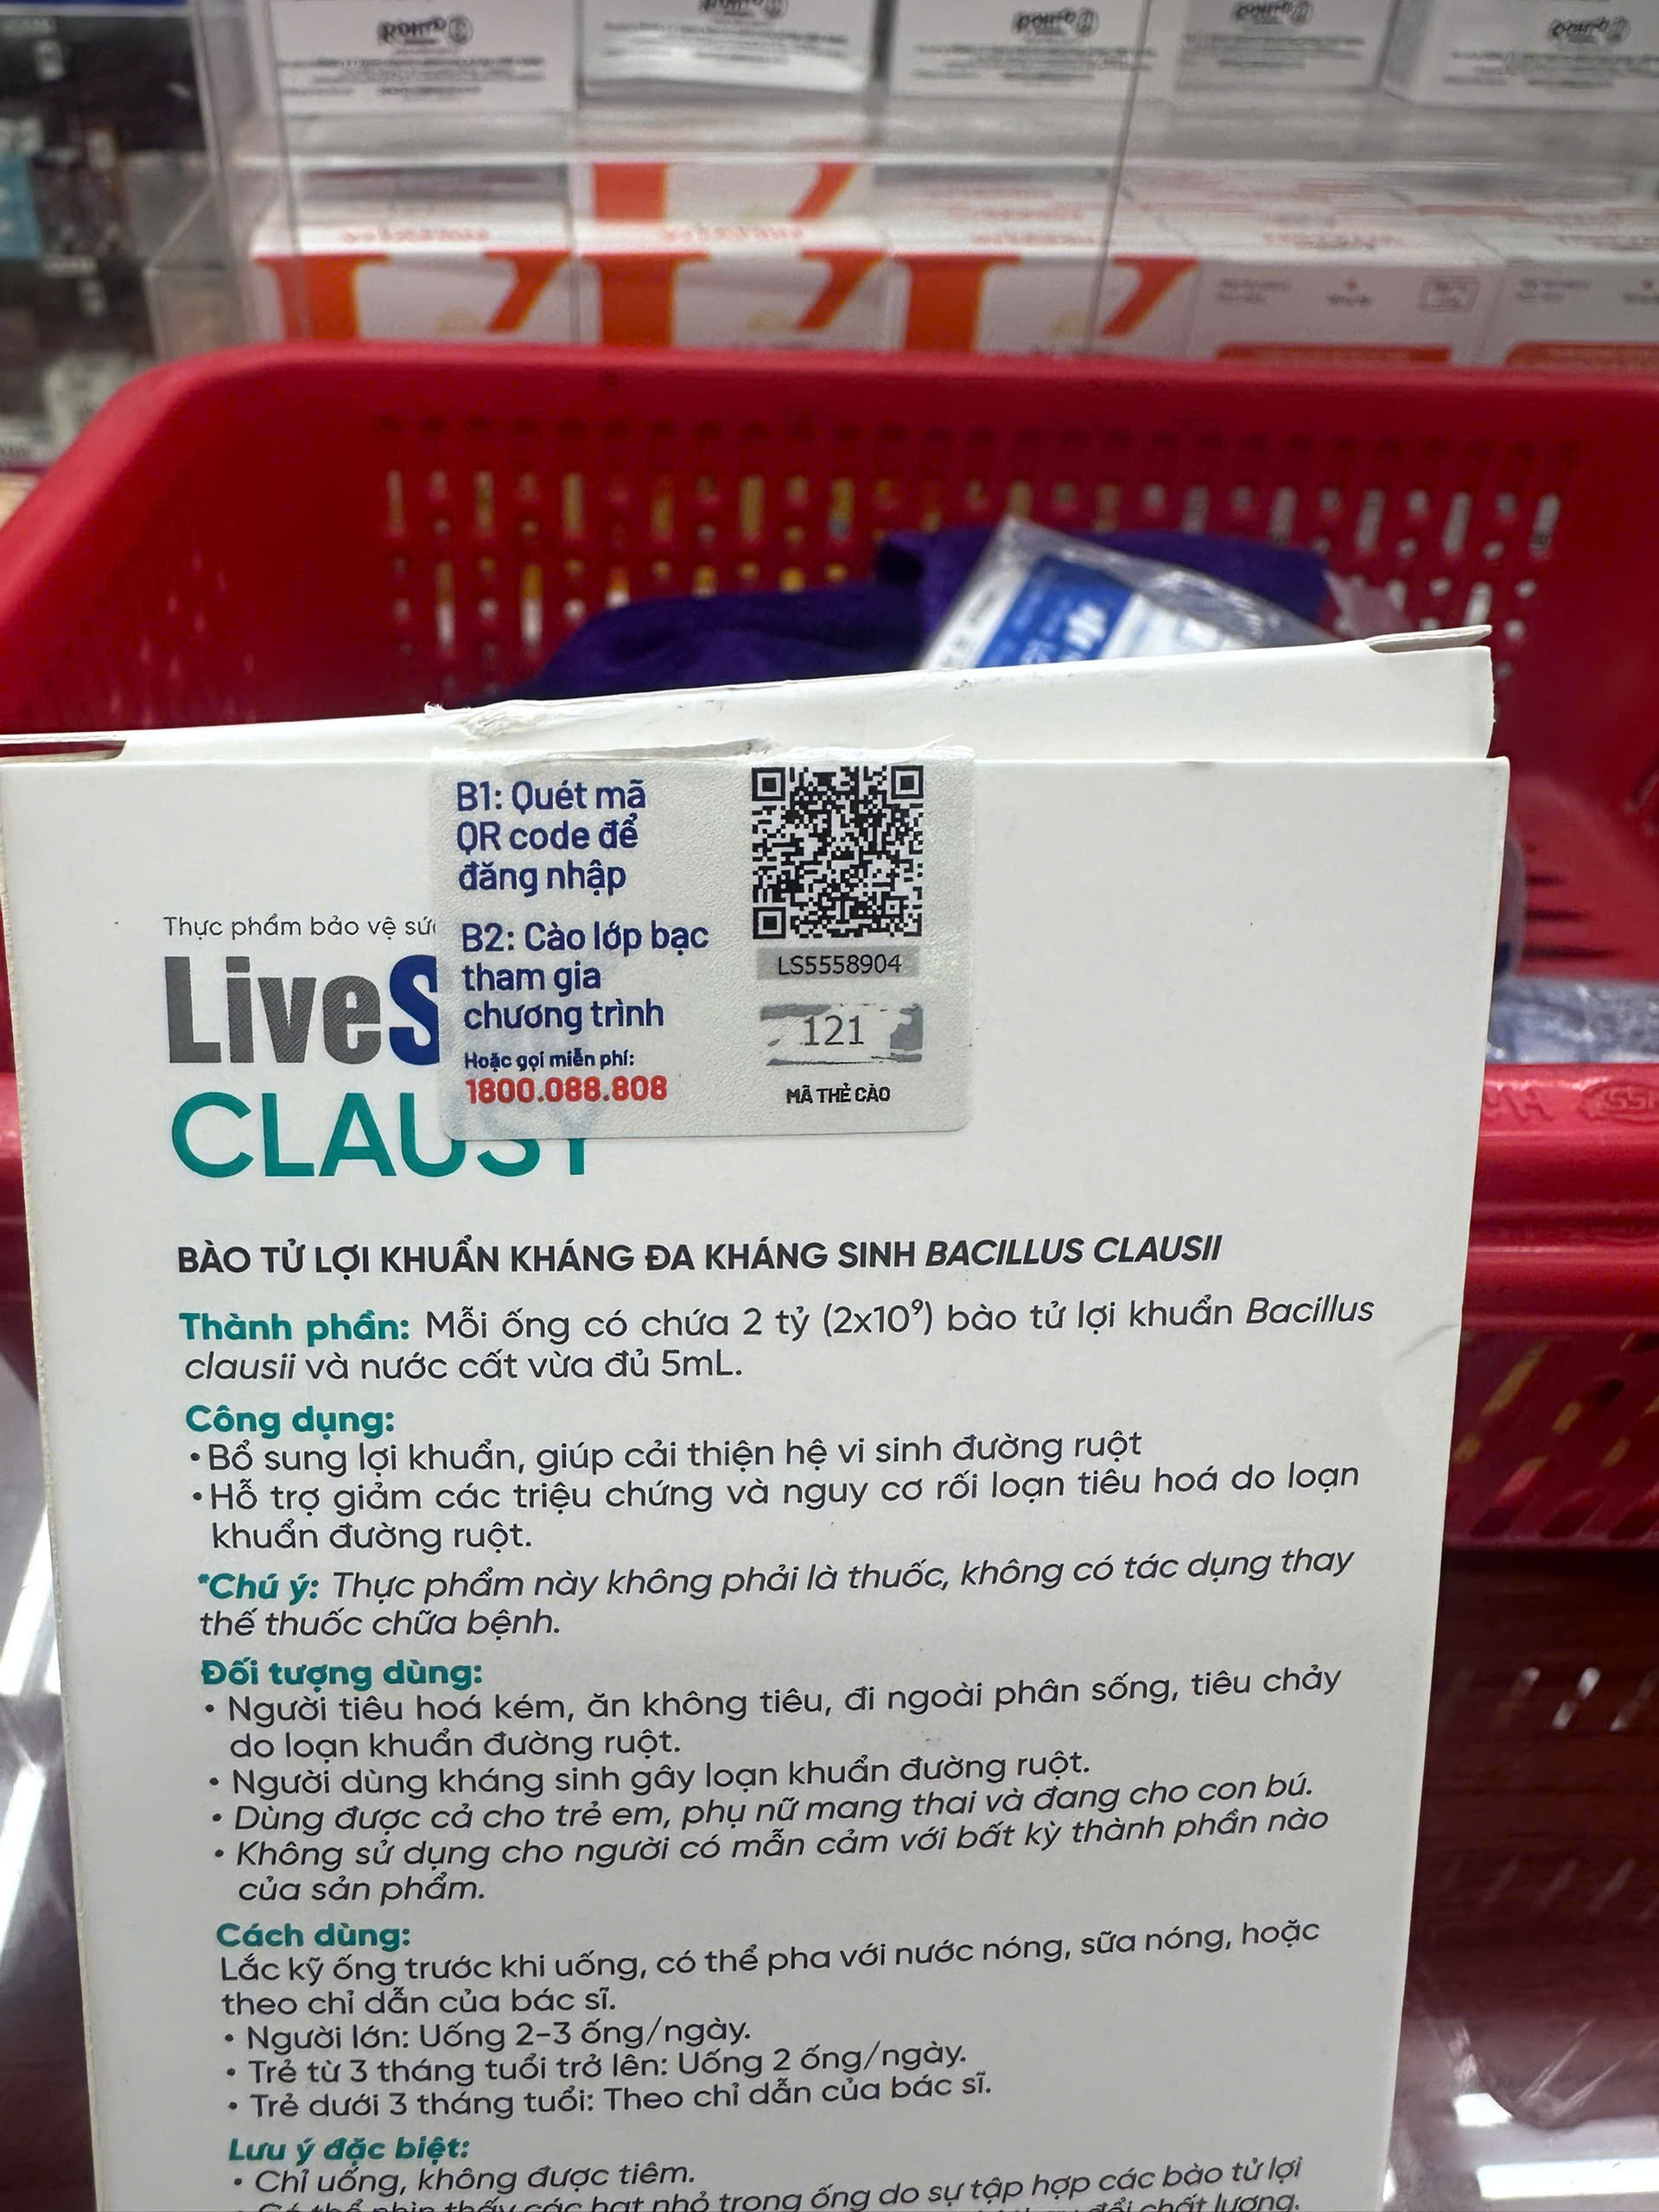 B1: Quét mã
QR code để
đăng nhập
B2: Cào lớp bạc
tham gia
chương trình
Hoặc gọi miễn phí:
1800.088.808
LS5558904
121
MÃ THẺ CÀO
Thực phẩm bảo vệ sứ
LiveS
CLAUSY
BÀO TỬ LỢI KHUẨN KHÁNG ĐA KHÁNG SINH BACILLUS CLAUSII
Thành phần: Mỗi ống có chứa 2 tỷ (2x10⁹) bào tử lợi khuẩn Bacillus
clausii và nước cất vừa đủ 5mL.
Công dụng:
• Bổ sung lợi khuẩn, giúp cải thiện hệ vi sinh đường ruột
• Hỗ trợ giảm các triệu chứng và nguy cơ rối loạn tiêu hoá do loạn
khuẩn đường ruột.
*Chú ý: Thực phẩm này không phải là thuốc, không có tác dụng thay
thế thuốc chữa bệnh.
Đối tượng dùng:
• Người tiêu hoá kém, ăn không tiêu, đi ngoài phân sống, tiêu chảy
do loạn khuẩn đường ruột.
• Người dùng kháng sinh gây loạn khuẩn đường ruột.
• Dùng được cả cho trẻ em, phụ nữ mang thai và đang cho con bú.
• Không sử dụng cho người có mẫn cảm với bất kỳ thành phần nào
của sản phẩm.
Cách dùng:
Lắc kỹ ống trước khi uống, có thể pha với nước nóng, sữa nóng, hoặc
theo chỉ dẫn của bác sĩ.
• Người lớn: Uống 2-3 ống/ngày.
• Trẻ từ 3 tháng tuổi trở lên: Uống 2 ống/ngày.
• Trẻ dưới 3 tháng tuổi: Theo chỉ dẫn của bác sĩ.
Lưu ý đặc biệt:
• Chỉ uống, không được tiêm.
• Có thể nhìn thấy các hạt nhỏ trong ống do sự tập hợp các bào tử lợi
đổi chất lượng.